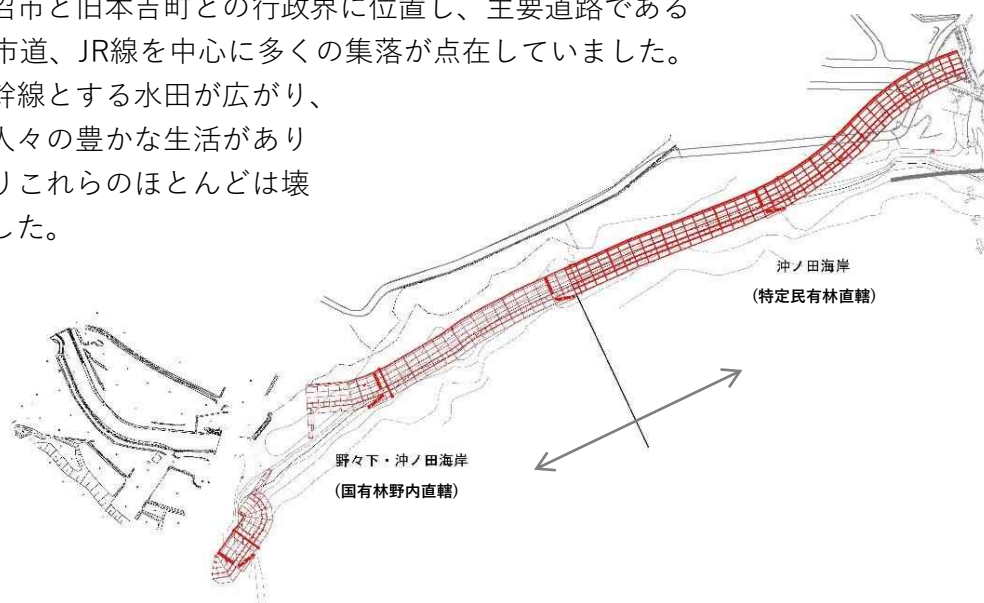 沼市と旧本吉町との行政界に位置し、主要道路である
市道、JR線を中心に多くの集落が点在していました。
幹線とする水田が広がり、
人々の豊かな生活があり
りこれらのほとんどは壊
した。
沖ノ田海岸
(特定民有林直轄)
野々下・沖ノ田海岸
(国有林野内直轄)